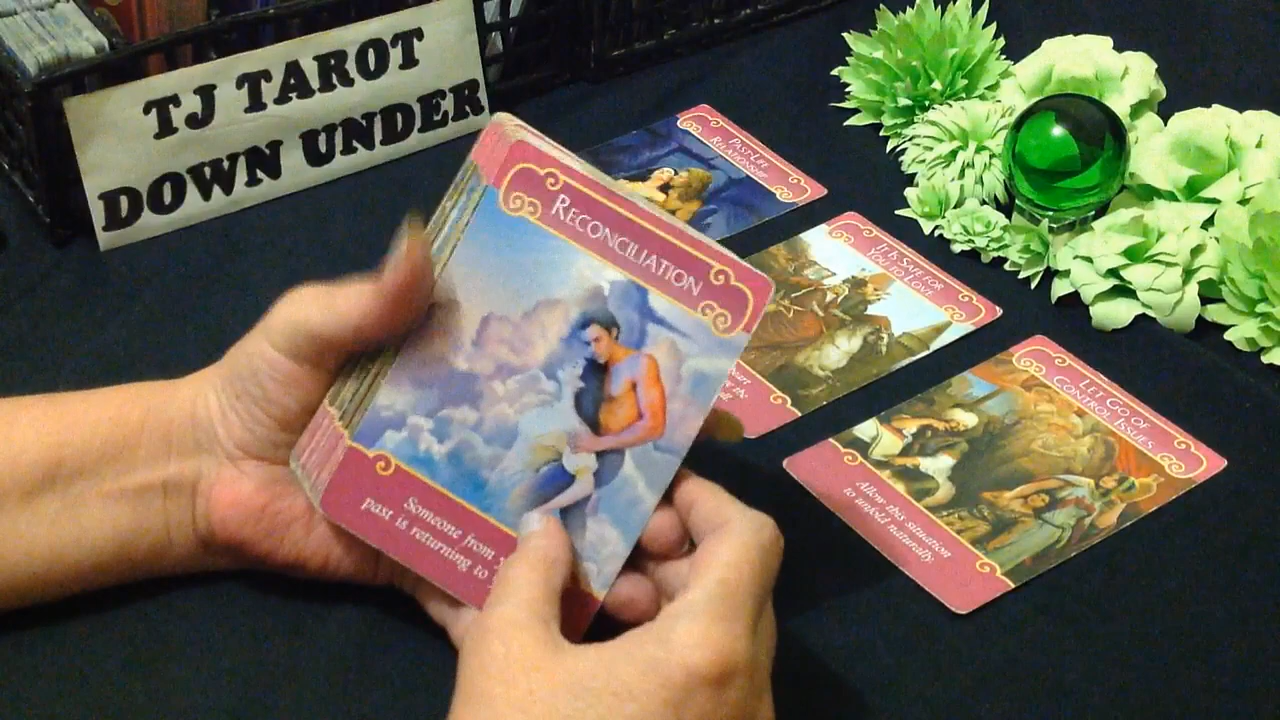 TJ TAROT
DOWN UNDER
RECONCILIATION
Someone from
past is returning to
PAST-LIFE
RELATIONSHIP
IT IS SAFE FOR
YOU TO LOVE
LET GO OF
CONTROL ISSUES
Allow this situation
to unfold naturally.